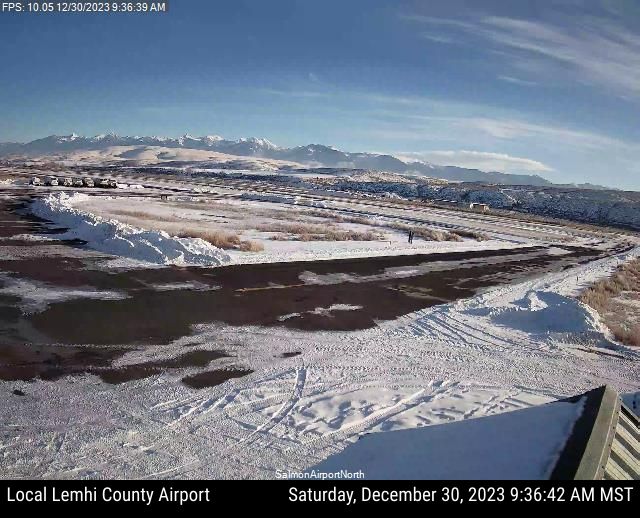 FPS: 10.05 12/30/2023 9:36:39 AM
SalmonAirportNorth
Local Lemhi County Airport Saturday, December 30, 2023 9:36:42 AM MST